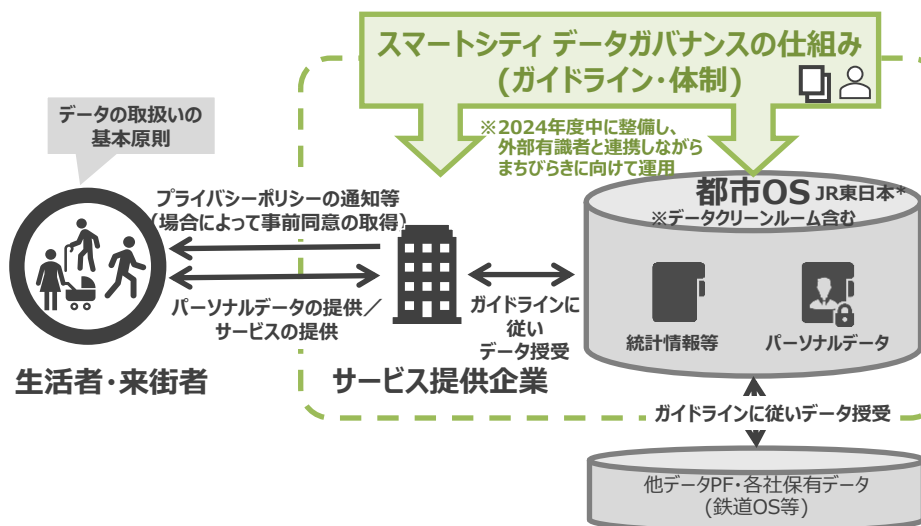 スマートシティ データガバナンスの仕組み
(ガイドライン・体制)
データの取扱いの
基本原則
※2024年度中に整備し、
外部有識者と連携しながら
まちびらきに向けて運用
プライバシーポリシーの通知等
(場合によって事前同意の取得)
都市OS JR東日本*
※データクリーンルーム含む
パーソナルデータの提供／
サービスの提供
ガイドラインに
従い
データ授受
統計情報等
パーソナルデータ
生活者・来街者
サービス提供企業
ガイドラインに従いデータ授受
他データPF・各社保有データ
(鉄道OS等)